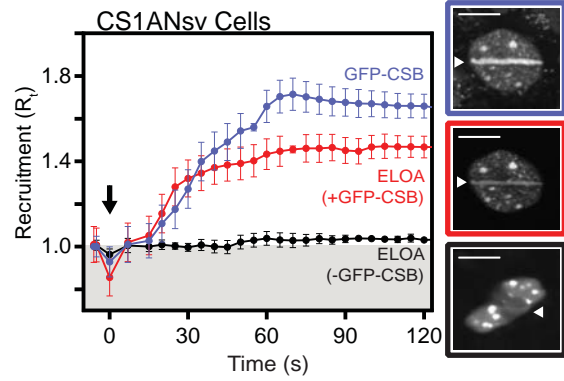 CS1ANsv Cells
1.8
1.4
1.0
Recruitment (Rt)
GFP-CSB
ELOA
(+GFP-CSB)
ELOA
(-GFP-CSB)
0 30 60 90 120
Time (s)